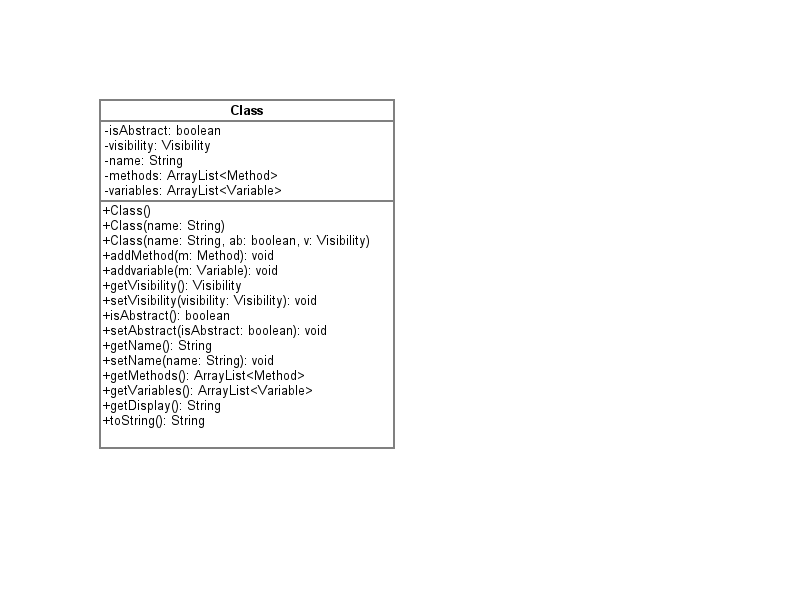 Class
-isAbstract: boolean
-visibility: Visibility
-name: String
-methods: ArrayList<Method>
-variables: ArrayList<Variable>
+Class()
+Class(name: String)
+Class(name: String, ab: boolean, v: Visibility)
+addMethod(m: Method): void
+addvariable(m: Variable): void
+getVisibility(): Visibility
+setVisibility(visibility: Visibility): void
+isAbstract(): boolean
+setAbstract(isAbstract: boolean): void
+getName(): String
+setName(name: String): void
+getMethods(): ArrayList<Method>
+getVariables(): ArrayList<Variable>
+getDisplay(): String
+toString(): String